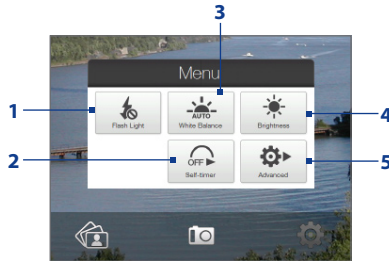 3
Menu
1
4
AUTO
Flash Light
White Balance
Brightness
2
5
OFF
Self-timer
Advanced